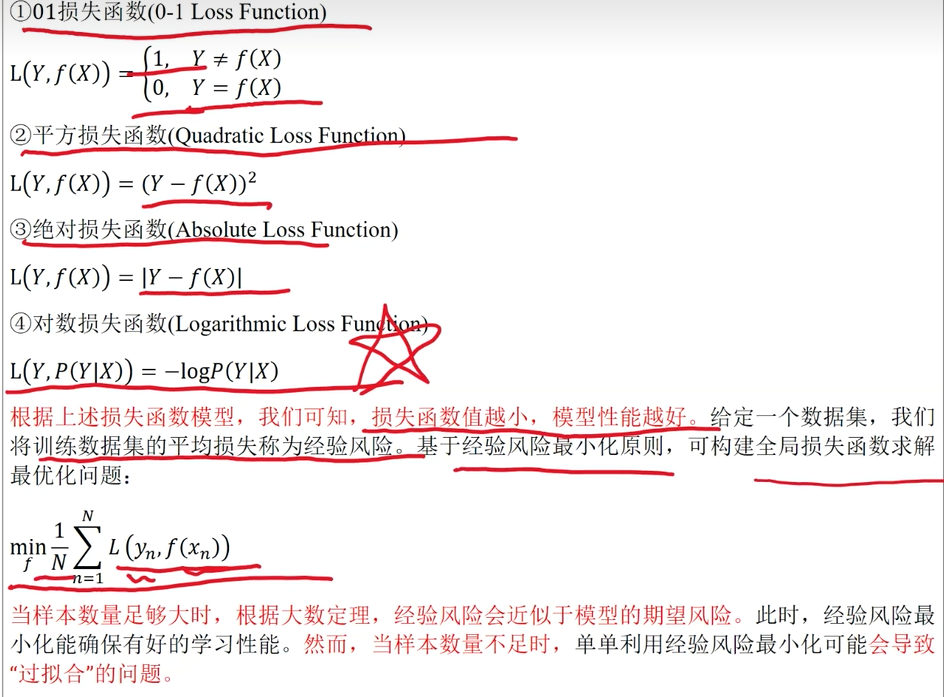 ①01损失函数(0-1 Loss Function)
L(Y,f(X)) = {1, Y ≠ f(X)
{0, Y = f(X)
②平方损失函数(Quadratic Loss Function)
L(Y,f(X)) = (Y − f(X))²
③绝对损失函数(Absolute Loss Function)
L(Y,f(X)) = |Y − f(X)|
④对数损失函数(Logarithmic Loss Function)
L(Y,P(Y|X)) = −logP(Y|X)
根据上述损失函数模型，我们可知，损失函数值越小，模型性能越好。给定一个数据集，我们
将训练数据集的平均损失称为经验风险。基于经验风险最小化原则，可构建全局损失函数求解
最优化问题：
min_f 1/N ∑_{n=1}^{N} L(y_n,f(x_n))
当样本数量足够大时，根据大数定理，经验风险会近似于模型的期望风险。此时，经验风险最
小化能确保有好的学习性能。然而，当样本数量不足时，单单利用经验风险最小化可能会导致
“过拟合”的问题。